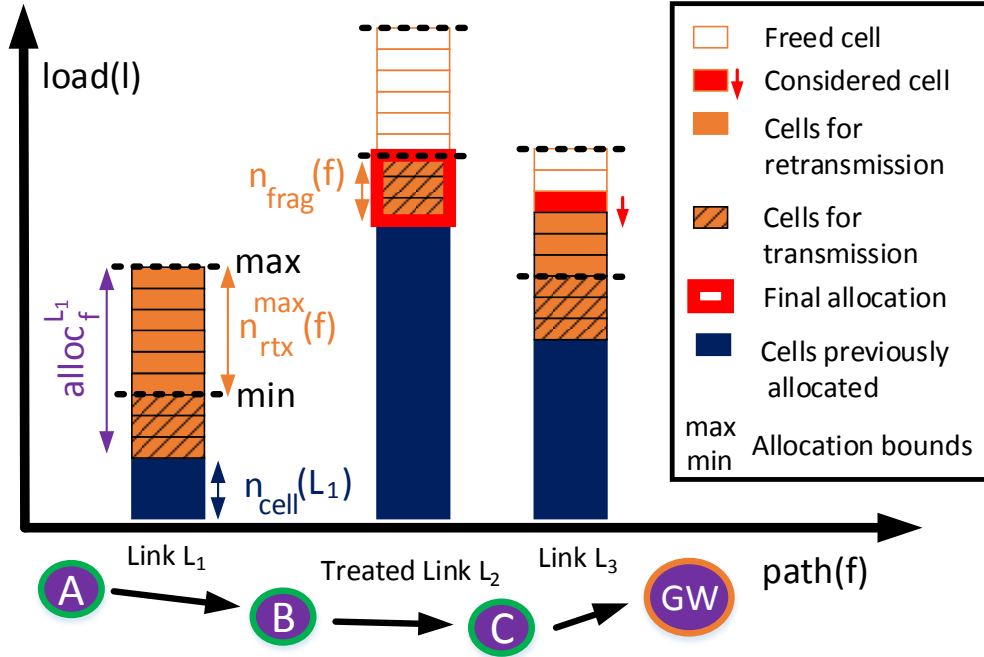 load(l)
n_frag(f)
max
n_rtx^max(f)
alloc_f^L₁
min
n_cell(L₁)
Link L₁
Treated Link L₂
Link L₃
path(f)
A
B
C
GW
Freed cell
Considered cell
Cells for
retransmission
Cells for
transmission
Final allocation
Cells previously
allocated
max
min
Allocation bounds